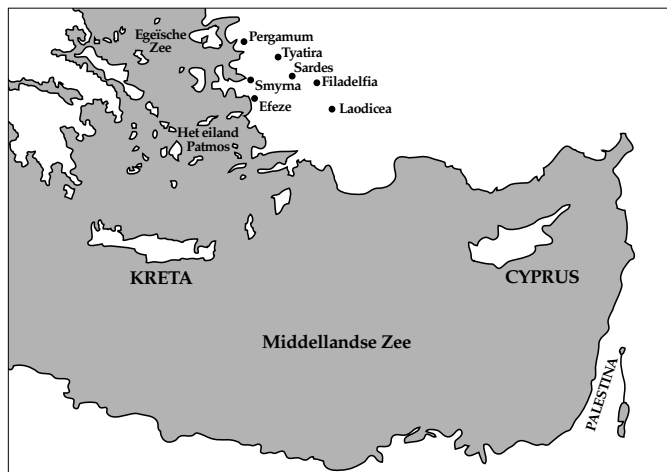 Egeïsche
Zee
Pergamum
Tyatira
Sardes
Filadelfia
Smyrna
Efeze
Laodicea
Het eiland
Patmos
KRETA
CYPRUS
Middellandse Zee
PALESTINA